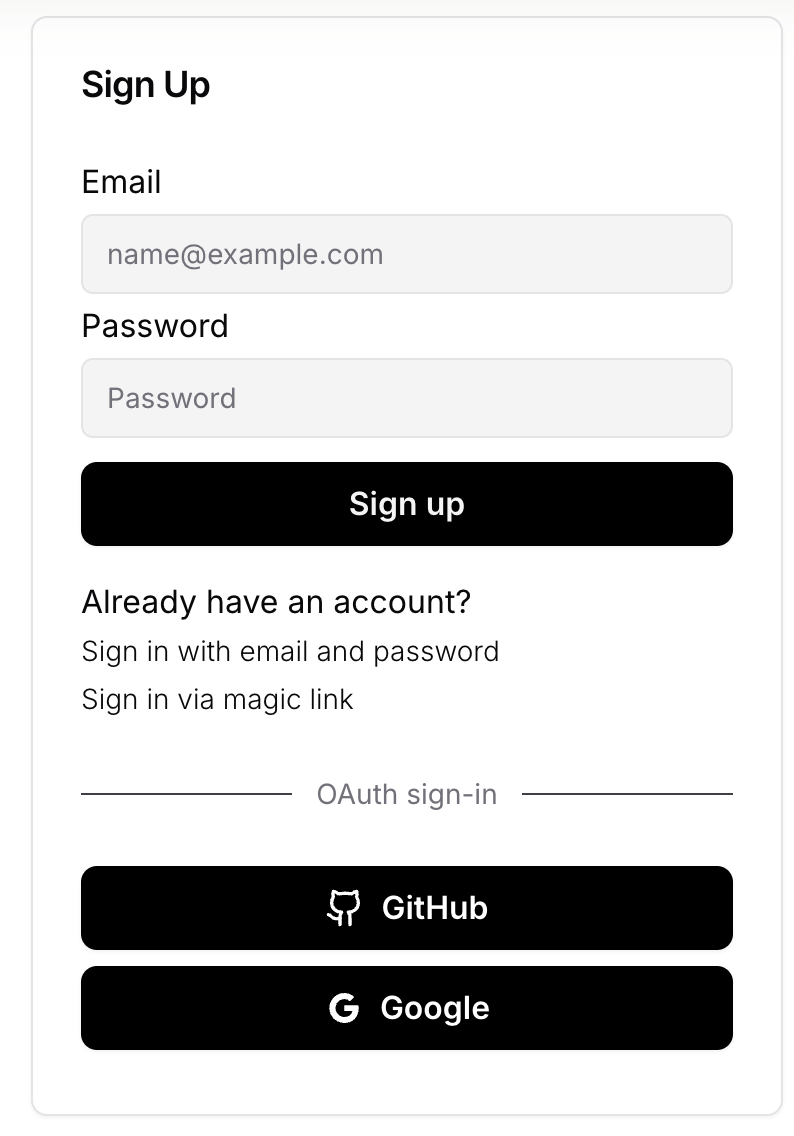 Sign Up
Email
name@example.com
Password
Password
Sign up
Already have an account?
Sign in with email and password
Sign in via magic link
OAuth sign-in
GitHub
Google